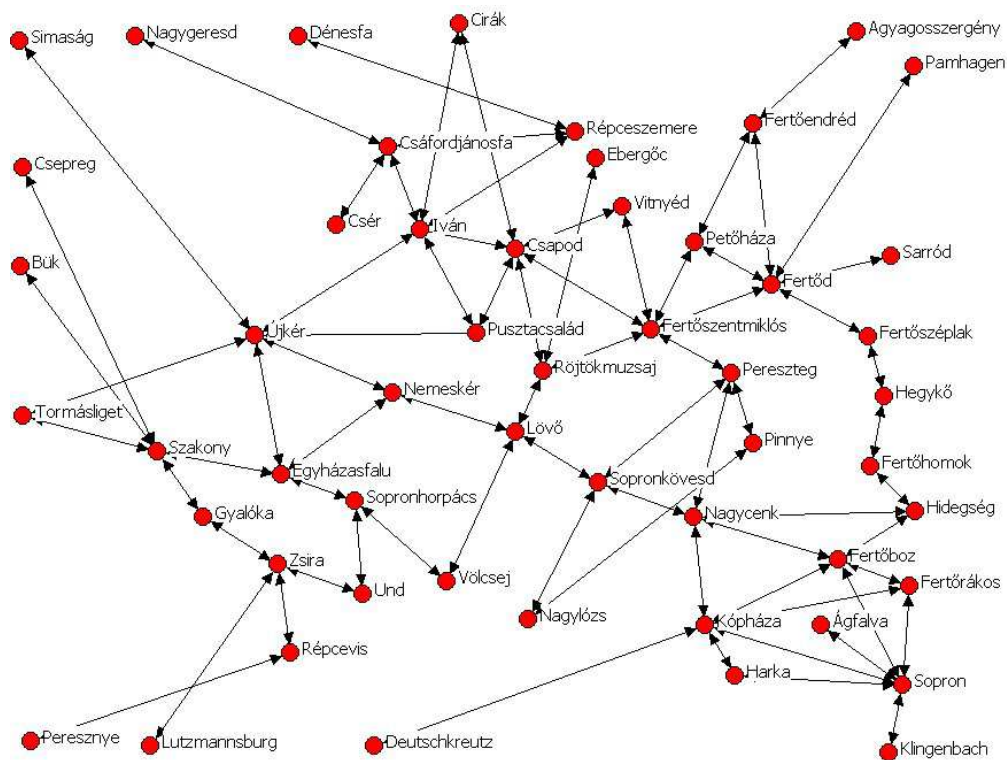 Simaság
Nagygeresd
Dénesfa
Cirák
Agyagosszergény
Pamhagen
Fertőendréd
Csáfordjánosfa
Répceszemere
Ebergőc
Csepreg
Vitnyéd
Csér
Iván
Csapod
Petőháza
Sarród
Bük
Fertőd
Újkér
Pusztacsalád
Fertőszentmiklós
Fertőszéplak
Röjtökmuzsaj
Pereszteg
Nemeskér
Hegykő
Tormásliget
Lövő
Pinnye
Szakony
Egyházasfalu
Fertőhomok
Sopronkövesd
Sopronhorpács
Gyalóka
Nagycenk
Hidegség
Zsira
Fertőboz
Völcsej
Fertőrákos
Und
Nagylózs
Kópháza
Ágfalva
Répcevis
Harka
Sopron
Peresznye
Lutzmannsburg
Deutschkreutz
Klingenbach